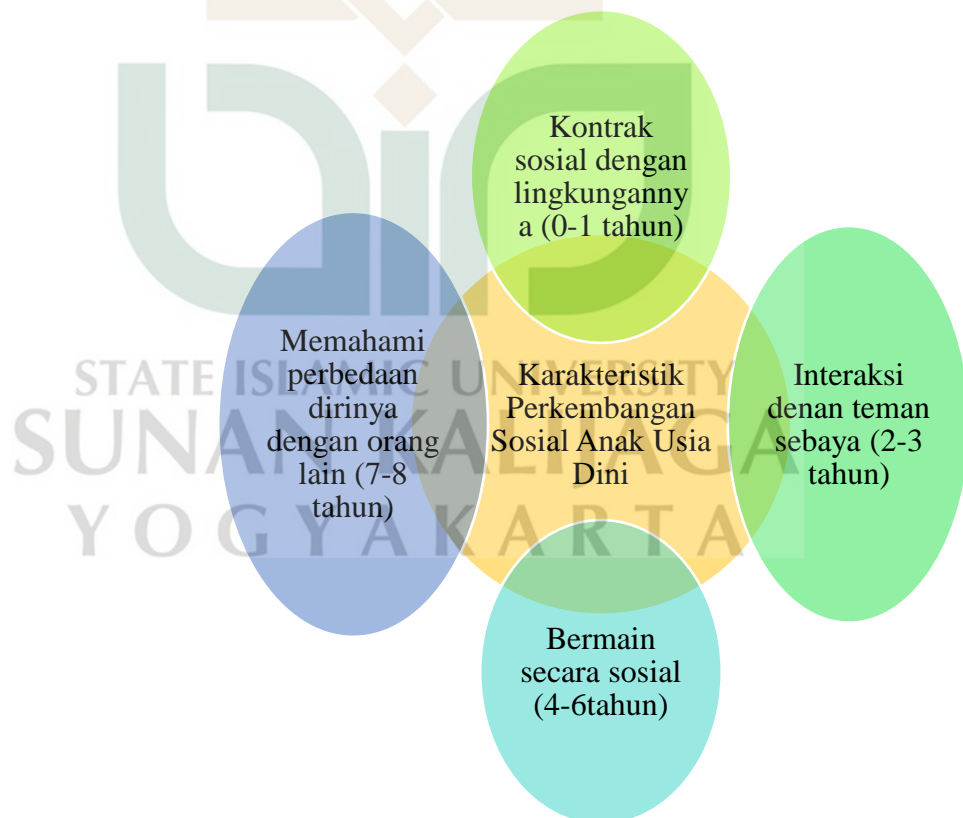 Kontrak
sosial dengan
lingkunganny
a (0-1 tahun)
Memahami
perbedaan
dirinya
dengan orang
lain (7-8
tahun)
Karakteristik
Perkembangan
Sosial Anak Usia
Dini
Interaksi
denan teman
sebaya (2-3
tahun)
Bermain
secara sosial
(4-6tahun)
STATE ISLAMIC UNIVERSITY
SUNAN KALIJAGA
YOGYAKARTA